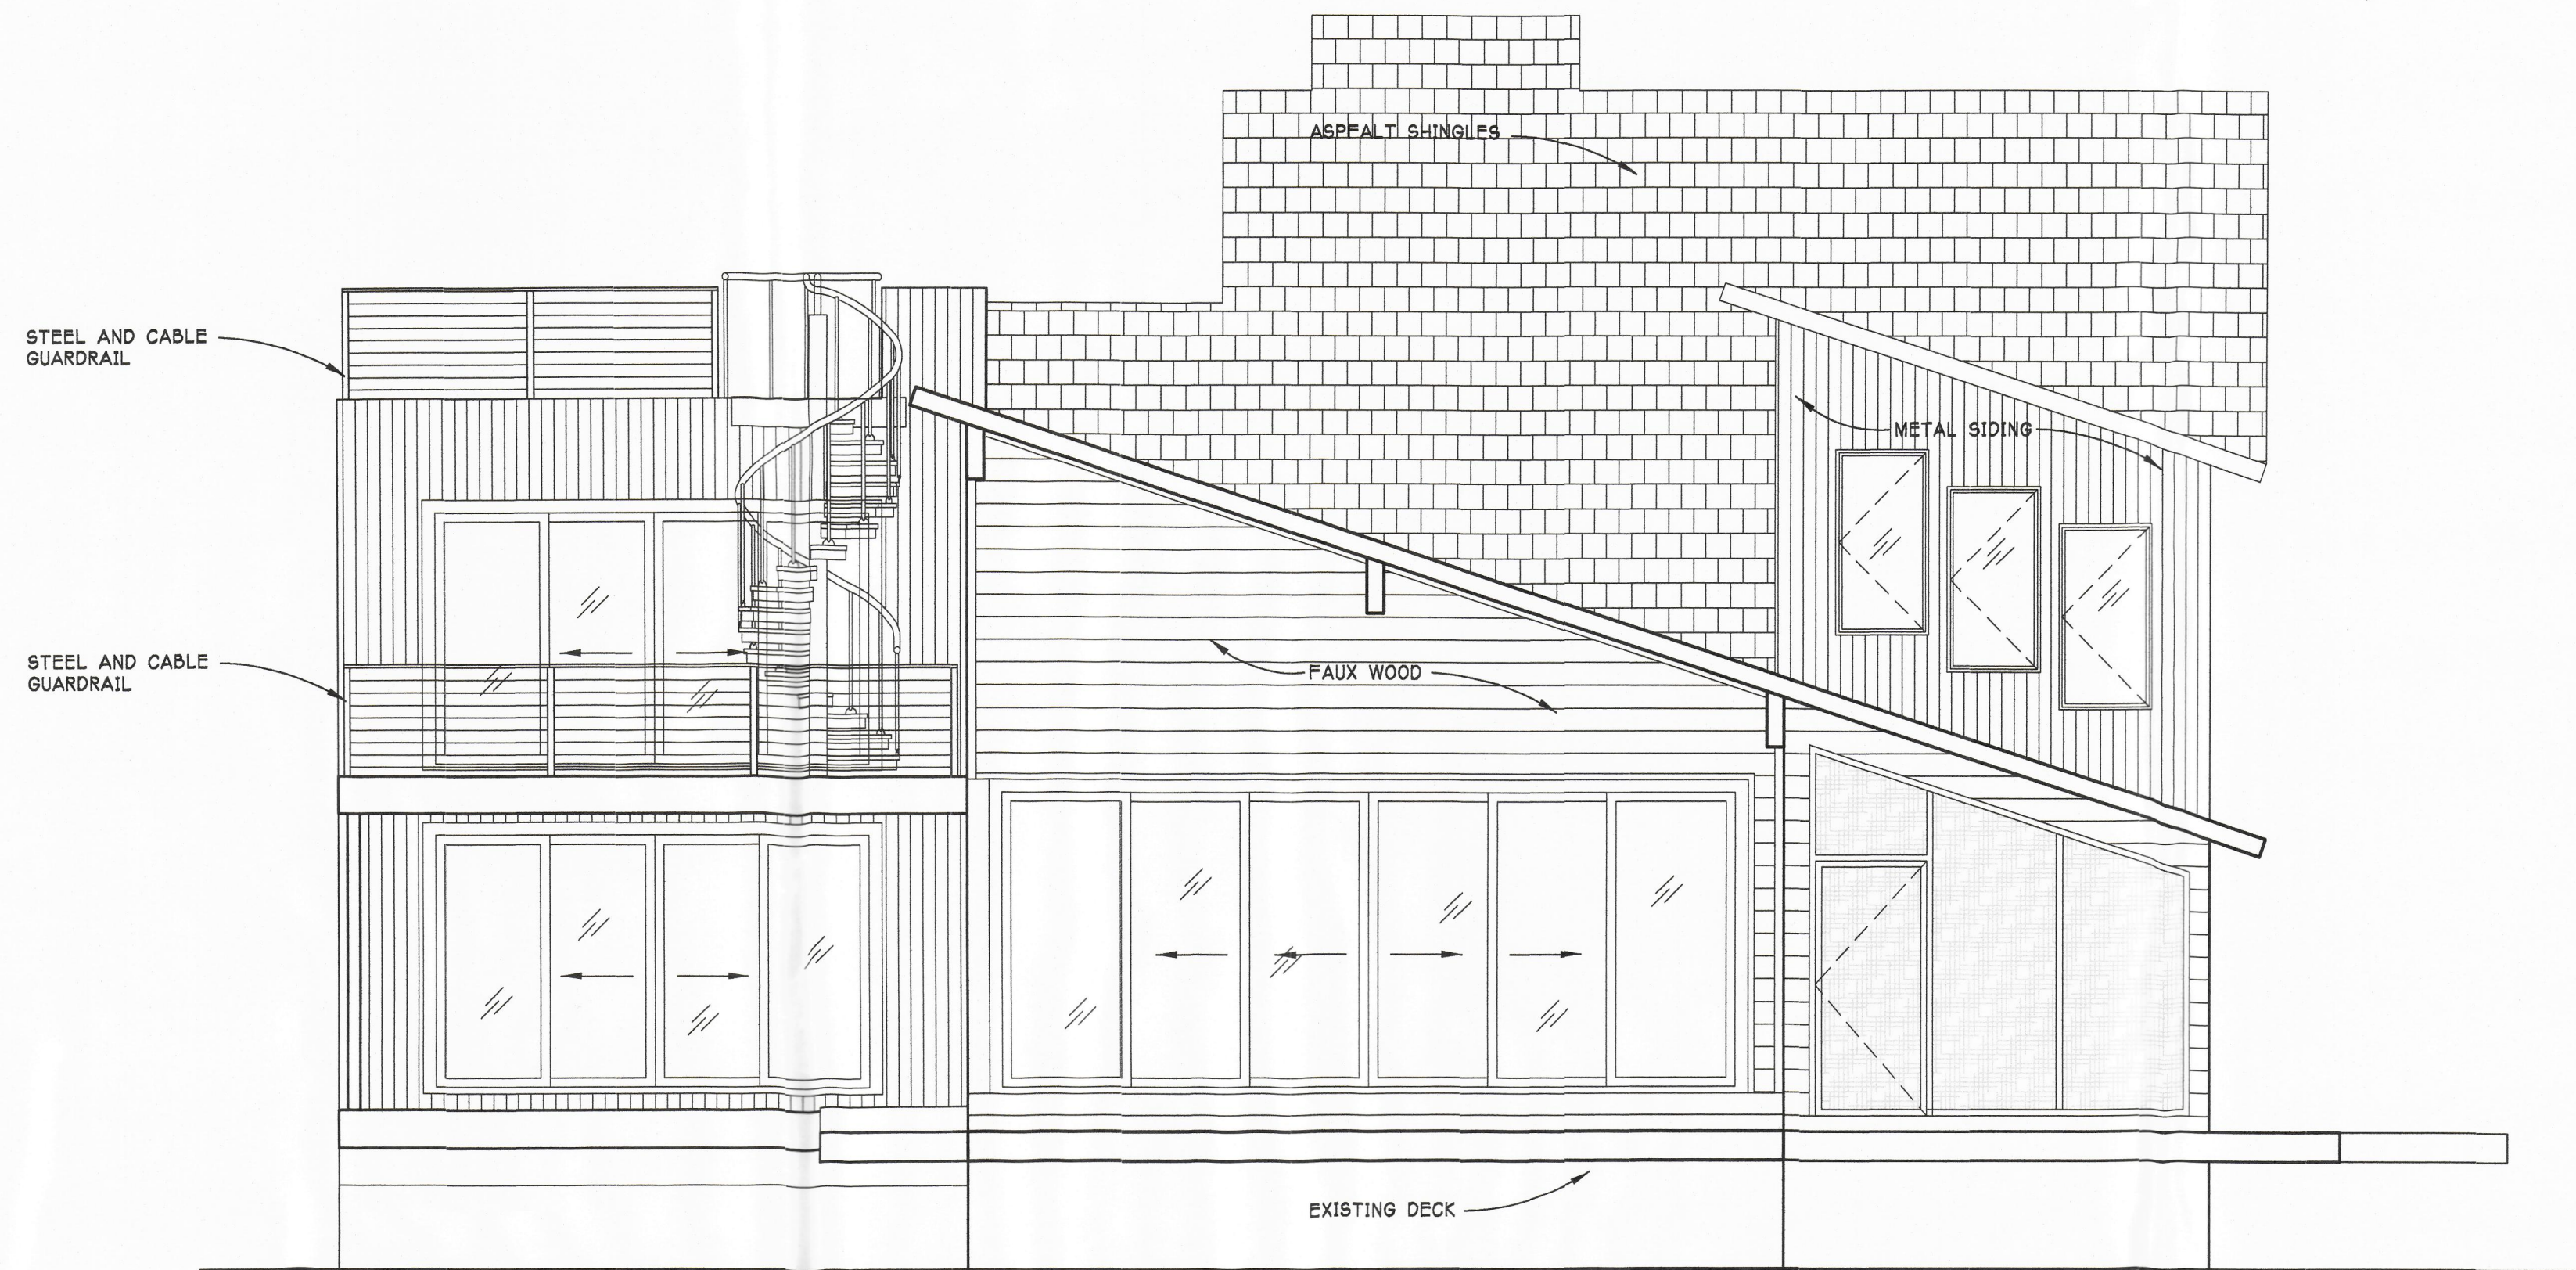 ASPFALT SHINGLES
STEEL AND CABLE
GUARDRAIL
METAL SIDING
STEEL AND CABLE
GUARDRAIL
FAUX WOOD
EXISTING DECK